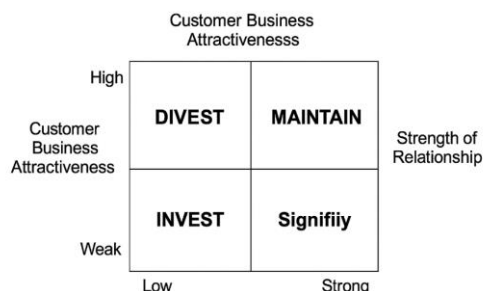 Customer Business
Attractivenesss
High
DIVEST
MAINTAIN
Customer
Business
Attractiveness
Strength of
Relationship
INVEST
Signifiiy
Weak
Low
Strong